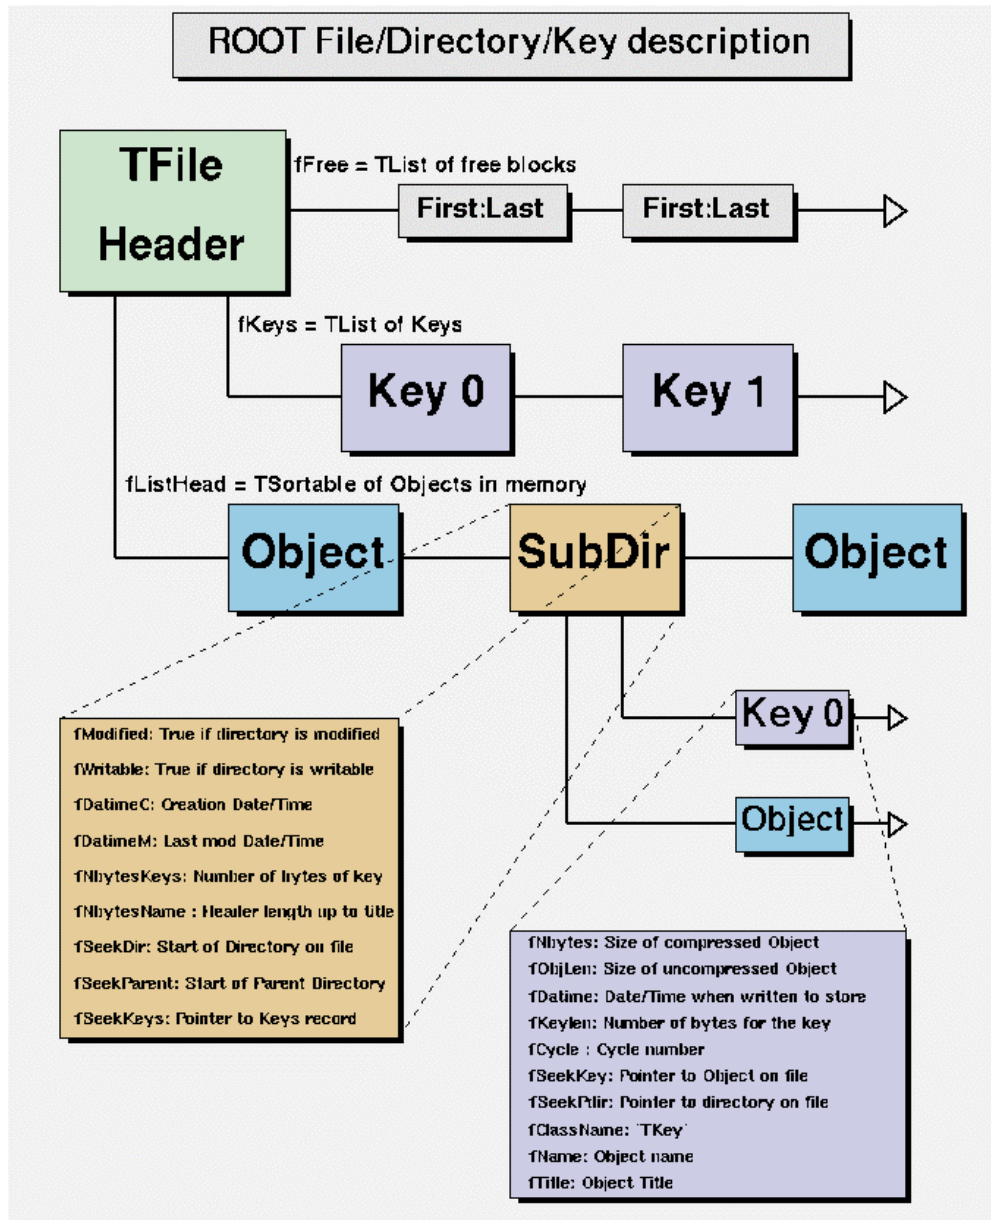 ROOT File/Directory/Key description
TFile
Header
fFree = TList of free blocks
First:Last
First:Last
fKeys = TList of Keys
Key 0
Key 1
fListHead = TSortable of Objects in memory
Object
SubDir
Object
Key 0
Object
fModified: True if directory is modified
fWritable: True if directory is writable
fDatimeC: Creation Date/Time
fDatimeM: Last mod Date/Time
fNbytesKeys: Number of bytes of key
fNbytesName : Header length up to title
fSeekDir: Start of Directory on file
fSeekParent: Start of Parent Directory
fSeekKeys: Pointer to Keys record
fNbytes: Size of compressed Object
fObjLen: Size of uncompressed Object
fDatime: Date/Time when written to store
fKeylen: Number of bytes for the key
fCycle : Cycle number
fSeekKey: Pointer to Object on file
fSeekPdir: Pointer to directory on file
fClassName: 'TKey'
fName: Object name
fTitle: Object Title